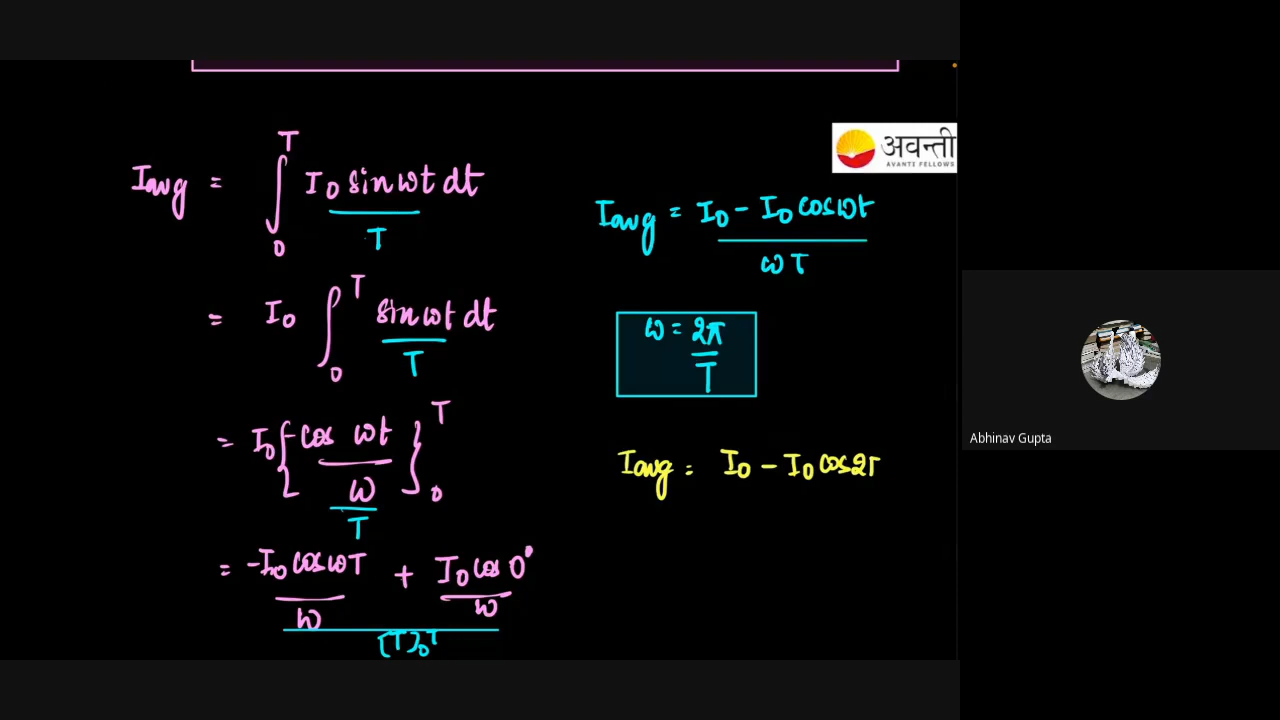 Iavg = ∫₀ᵀ I₀ sin ωt dt / T
= I₀ ∫₀ᵀ sin ωt dt / T
= I₀ {-cos ωt / ω / T}₀ᵀ
= -I₀ cos ωT / ω + I₀ cos 0° / ω
[T]₀ᵀ
अवन्ती
AVANTI FELLOWS
Iavg = I₀ - I₀ cos ωt / ωT
ω = 2π / T
Iavg = I₀ - I₀ cos 2π
Abhinav Gupta